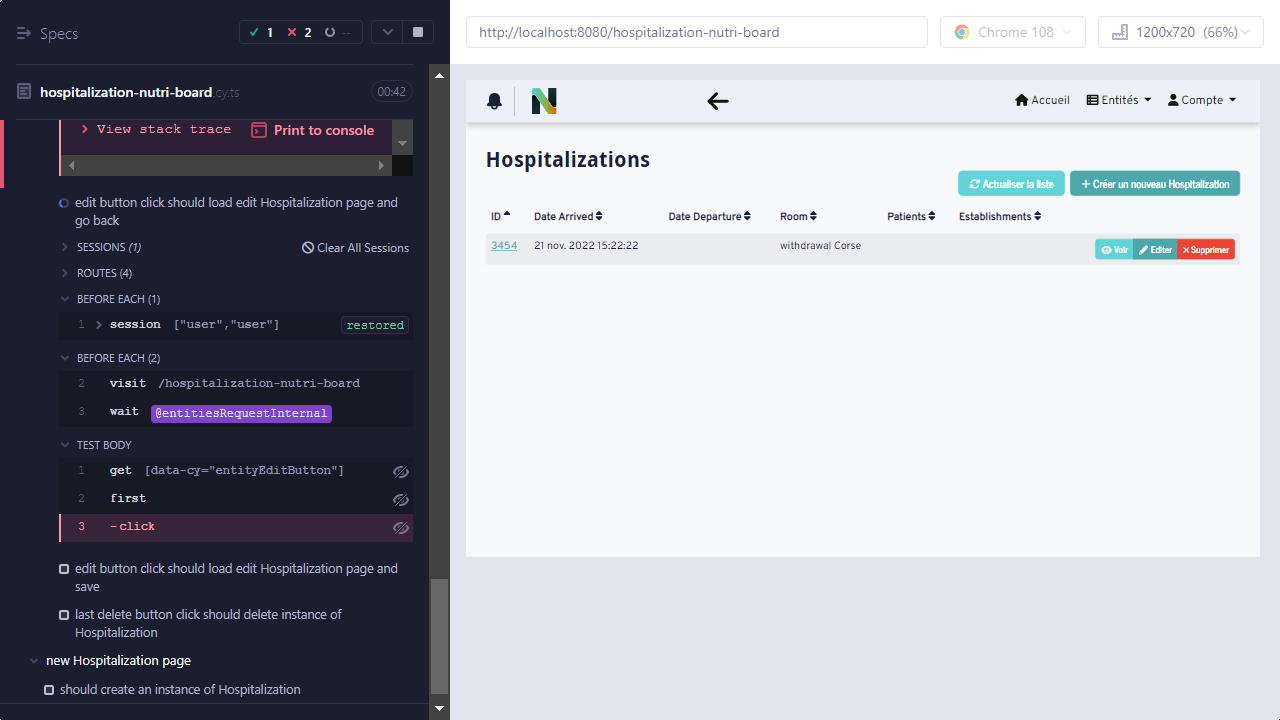 Specs
1
2
--
hospitalization-nutri-board.cy.ts
00:42
View stack trace
Print to console
edit button click should load edit Hospitalization page and
go back
SESSIONS (1)
Clear All Sessions
ROUTES (4)
BEFORE EACH (1)
1 session ["user","user"] restored
BEFORE EACH (2)
2 visit /hospitalization-nutri-board
3 wait @entitiesRequestInternal
TEST BODY
1 get [data-cy="entityEditButton"]
2 first
3 -click
edit button click should load edit Hospitalization page and
save
last delete button click should delete instance of
Hospitalization
new Hospitalization page
should create an instance of Hospitalization
http://localhost:8080/hospitalization-nutri-board
Chrome 108
1200x720 (66%)
N
Accueil
Entités
Compte
Hospitalizations
Actualiser la liste
+ Créer un nouveau Hospitalization
ID Date Arrived Date Departure Room Patients Establishments
3454 21 nov. 2022 15:22:22 withdrawal Corse
Voir
Editer
Supprimer